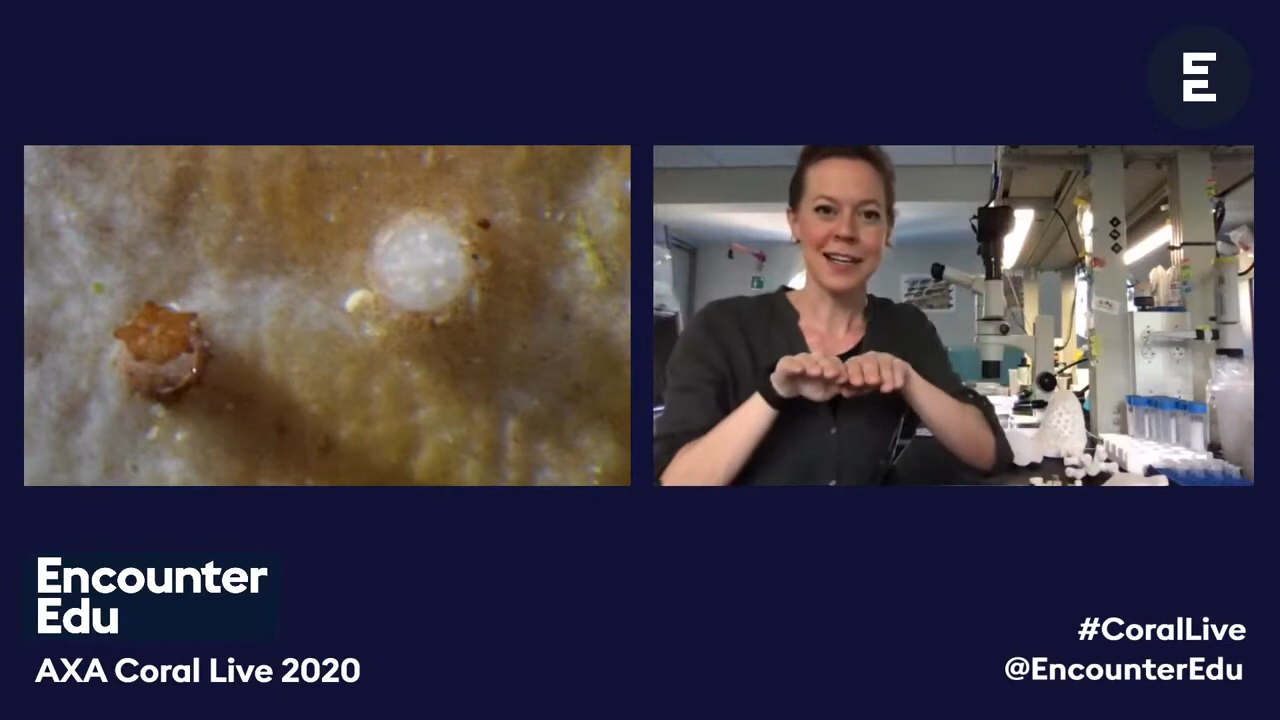 E
Encounter
Edu
AXA Coral Live 2020
#CoralLive
@EncounterEdu